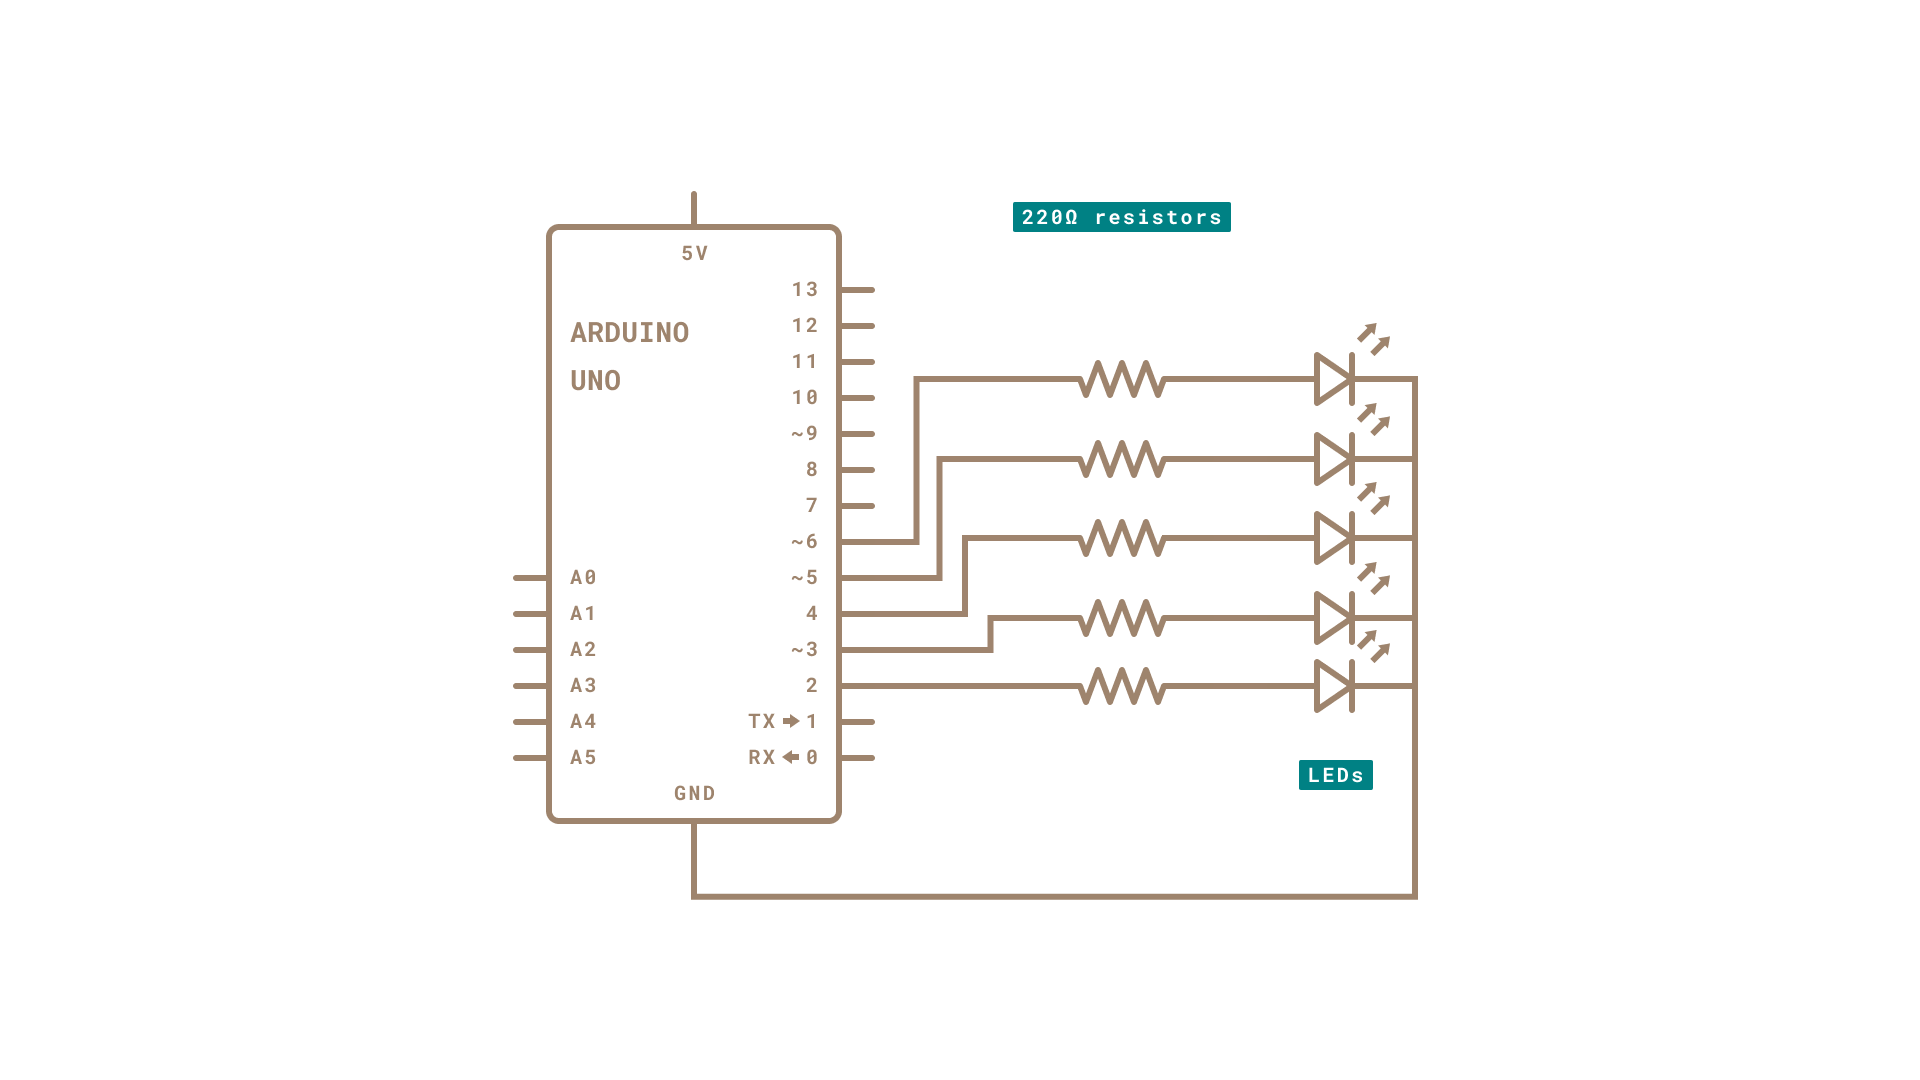 220Ω resistors
5V
ARDUINO
UNO
13
12
11
10
~9
8
7
~6
~5
4
~3
2
TX 1
RX 0
A0
A1
A2
A3
A4
A5
GND
LEDs